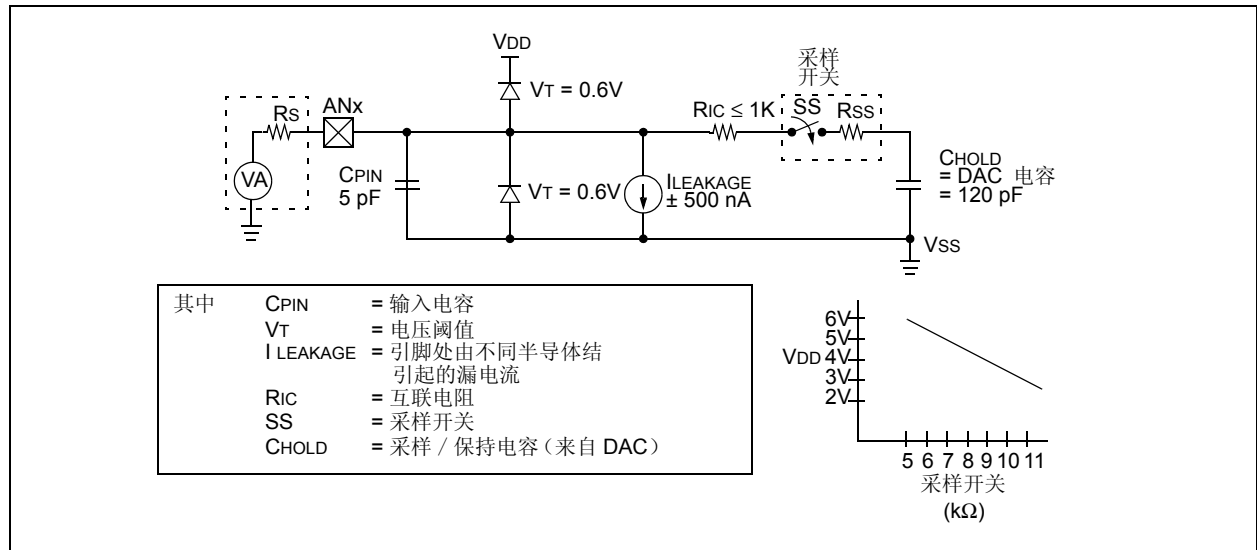 VDD
VT = 0.6V
采样
开关
RS
ANx
RIC ≤ 1K
SS
RSS
VA
CPIN
5 pF
VT = 0.6V
ILEAKAGE
± 500 nA
CHOLD
= DAC 电容
= 120 pF
VSS
其中 CPIN = 输入电容
VT = 电压阈值
I LEAKAGE = 引脚处由不同半导体结
引起的漏电流
RIC = 互联电阻
SS = 采样开关
CHOLD = 采样 / 保持电容（来自 DAC）
6V
5V
VDD 4V
3V
2V
5 6 7 8 9 10 11
采样开关
(kΩ)